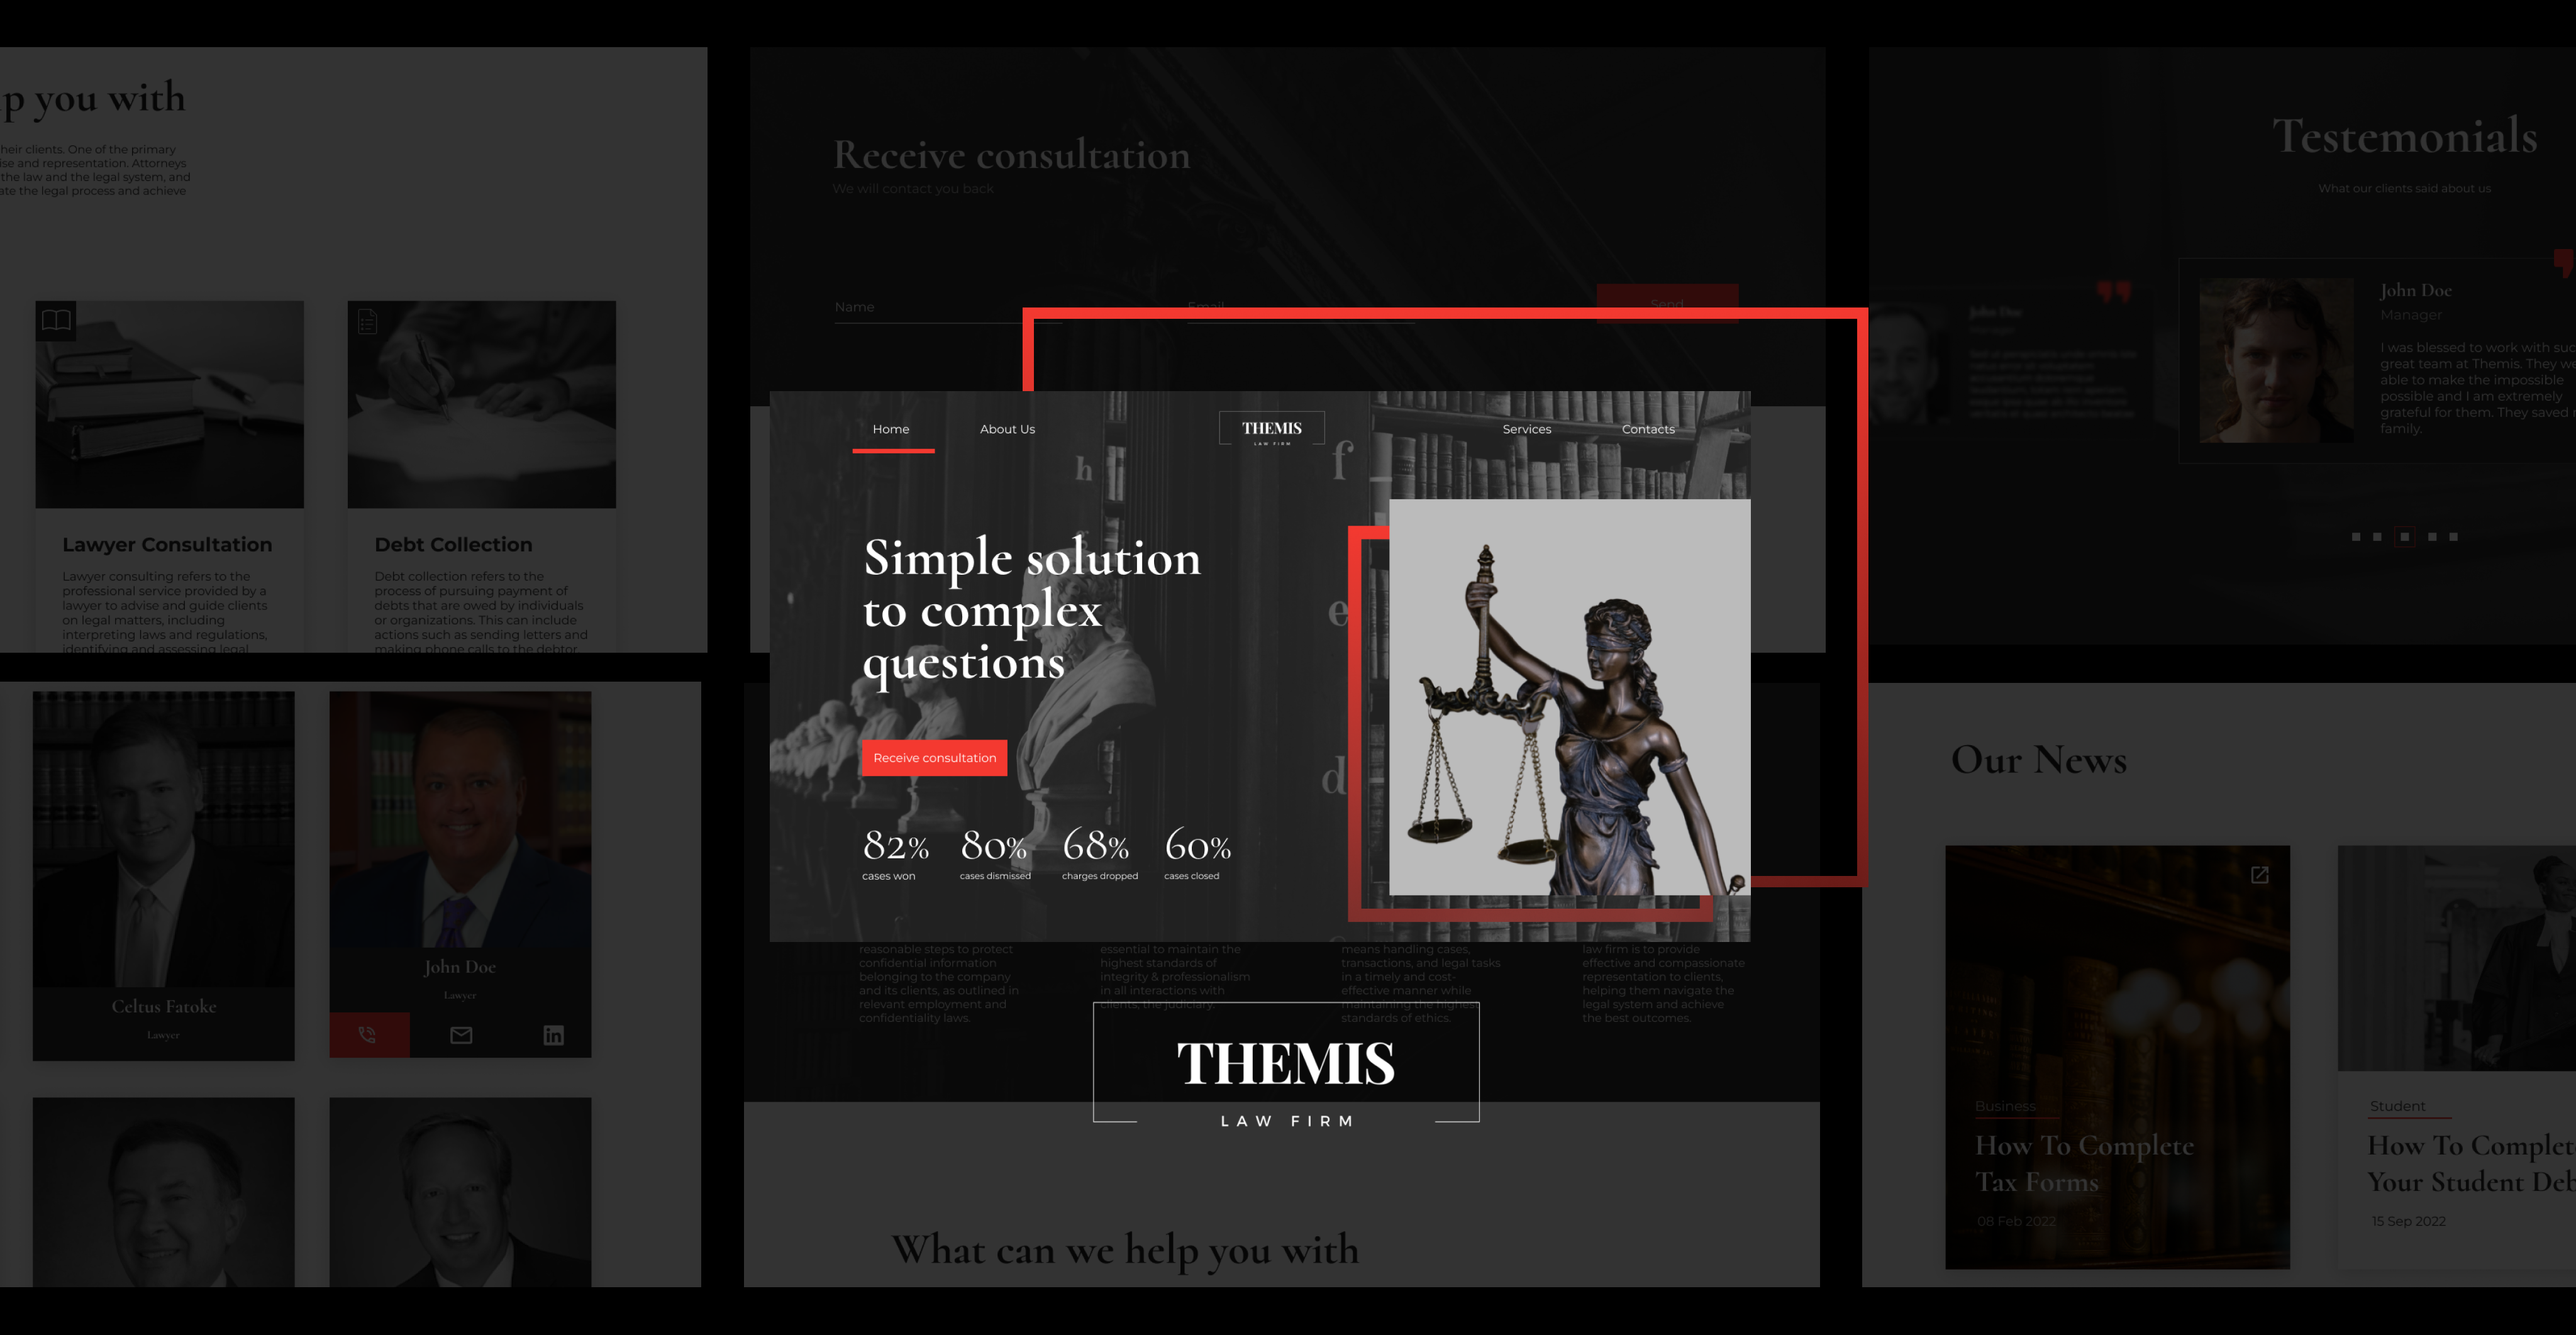 p you with
heir clients. One of the primary
ise and representation. Attorneys
the law and the legal system, and
ate the legal process and achieve
Lawyer Consultation
Lawyer consulting refers to the
professional service provided by a
lawyer to advise and guide clients
on legal matters, including
interpreting laws and regulations,
identifying and assessing legal
Debt Collection
Debt collection refers to the
process of pursuing payment of
debts that are owed by individuals
or organizations. This can include
actions such as sending letters and
making phone calls to the debtor
Receive consultation
We will contact you back
Name
Email
Send
Testemonials
What our clients said about us
John Doe
Manager
John Doe
Manager
I was blessed to work with suc
great team at Themis. They we
able to make the impossible
possible and I am extremely
grateful for them. They saved
family.
Home
About Us
THEMIS
LAW FIRM
Services
Contacts
h
f
g
e
d
Simple solution
to complex
questions
Receive consultation
82%
cases won
80%
cases dismissed
68%
charges dropped
60%
cases closed
Celtus Fatoke
Lawyer
John Doe
Lawyer
in
reasonable steps to protect
confidential information
belonging to the company
and its clients, as outlined in
relevant employment and
confidentiality laws.
essential to maintain the
highest standards of
integrity & professionalism
in all interactions with
clients, the judiciary.
means handling cases,
transactions, and legal tasks
in a timely and cost-
effective manner while
maintaining the highest
standards of ethics.
law firm is to provide
effective and compassionate
representation to clients,
helping them navigate the
legal system and achieve
the best outcomes.
THEMIS
LAW FIRM
What can we help you with
Our News
Business
How To Complete
Tax Forms
08 Feb 2022
Student
How To Complete
Your Student Deb
15 Sep 2022